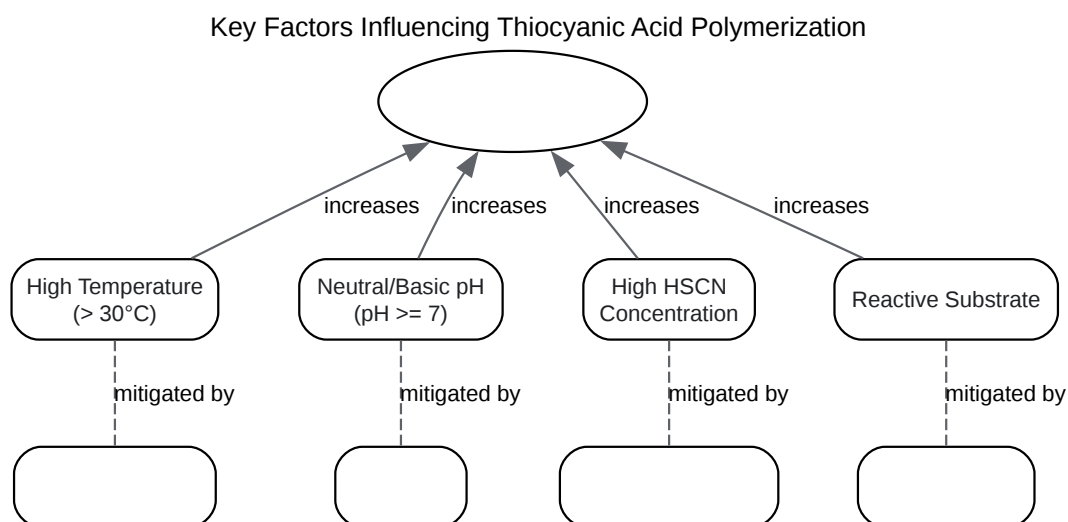 Key Factors Influencing Thiocyanic Acid Polymerization
increases
increases
increases
increases
High Temperature
(> 30°C)
Neutral/Basic pH
(pH >= 7)
High HSCN
Concentration
Reactive Substrate
mitigated by
mitigated by
mitigated by
mitigated by